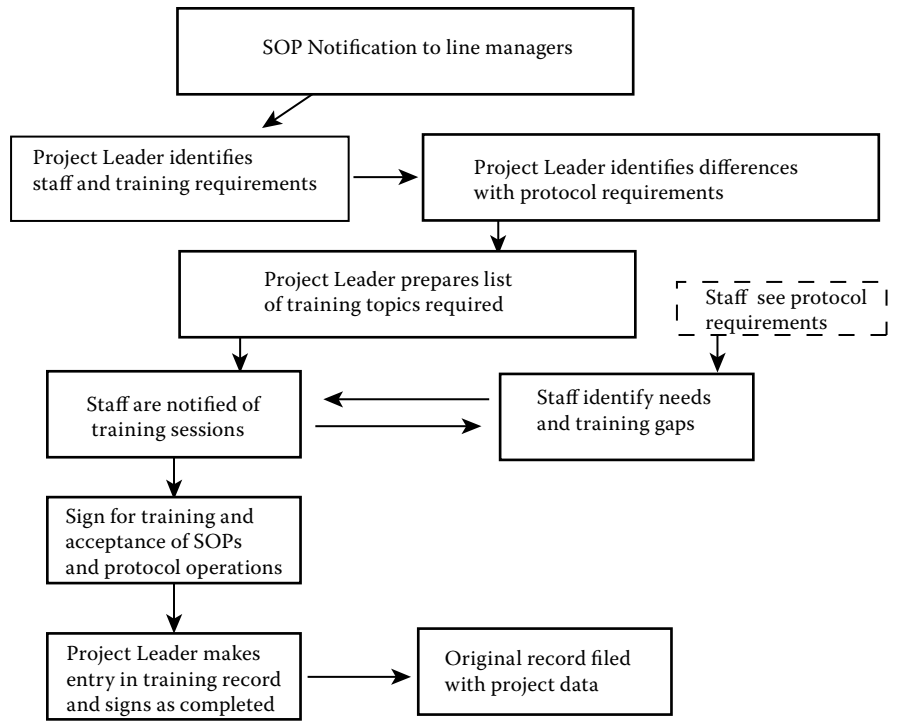 SOP Notification to line managers
Project Leader identifies
staff and training requirements
Project Leader identifies differences
with protocol requirements
Project Leader prepares list
of training topics required
Staff see protocol
requirements
Staff are notified of
training sessions
Staff identify needs
and training gaps
Sign for training and
acceptance of SOPs
and protocol operations
Project Leader makes
entry in training record
and signs as completed
Original record filed
with project data